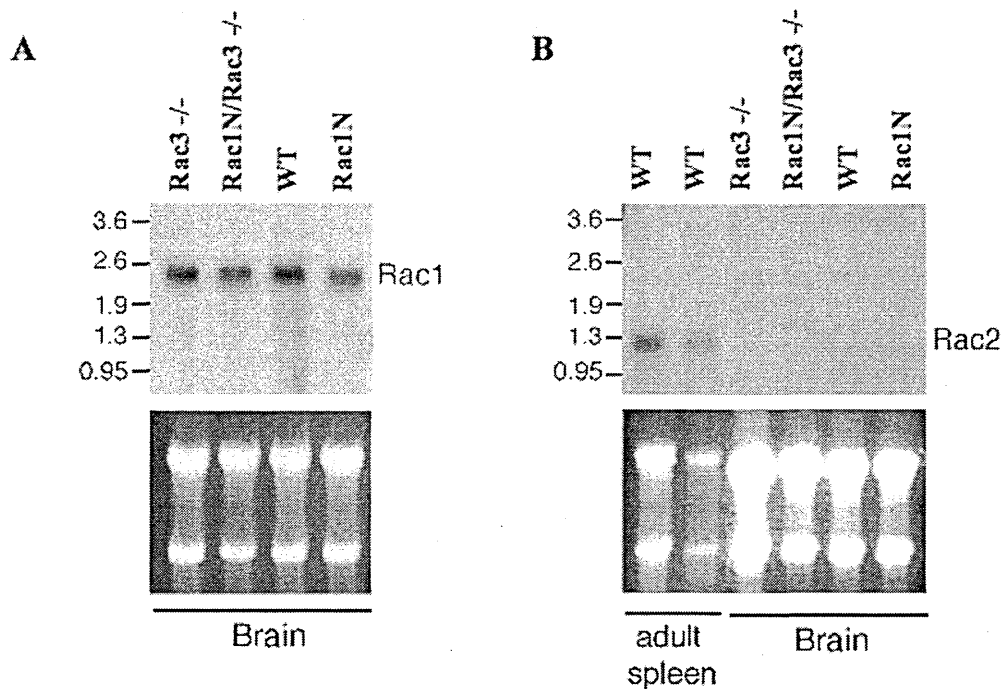 A
Rac3 -/-
Rac1N/Rac3 -/-
WT
Rac1N
3.6
2.6
1.9
1.3
0.95
Rac1
Brain
B
WT
WT
Rac3 -/-
Rac1N/Rac3 -/-
WT
Rac1N
3.6
2.6
1.9
1.3
0.95
Rac2
adult
spleen
Brain